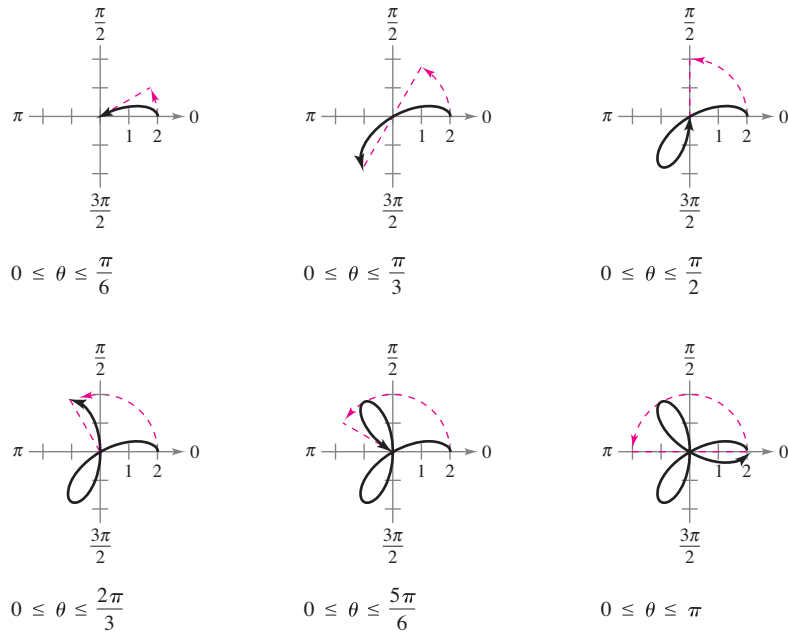 π/2 π/2 π/2
π 1 2 0 π 1 2 0 π 1 2 0
3π/2 3π/2 3π/2
0 ≤ θ ≤ π/6 0 ≤ θ ≤ π/3 0 ≤ θ ≤ π/2
π/2 π/2 π/2
π 1 2 0 π 1 2 0 π 1 2 0
3π/2 3π/2 3π/2
0 ≤ θ ≤ 2π/3 0 ≤ θ ≤ 5π/6 0 ≤ θ ≤ π